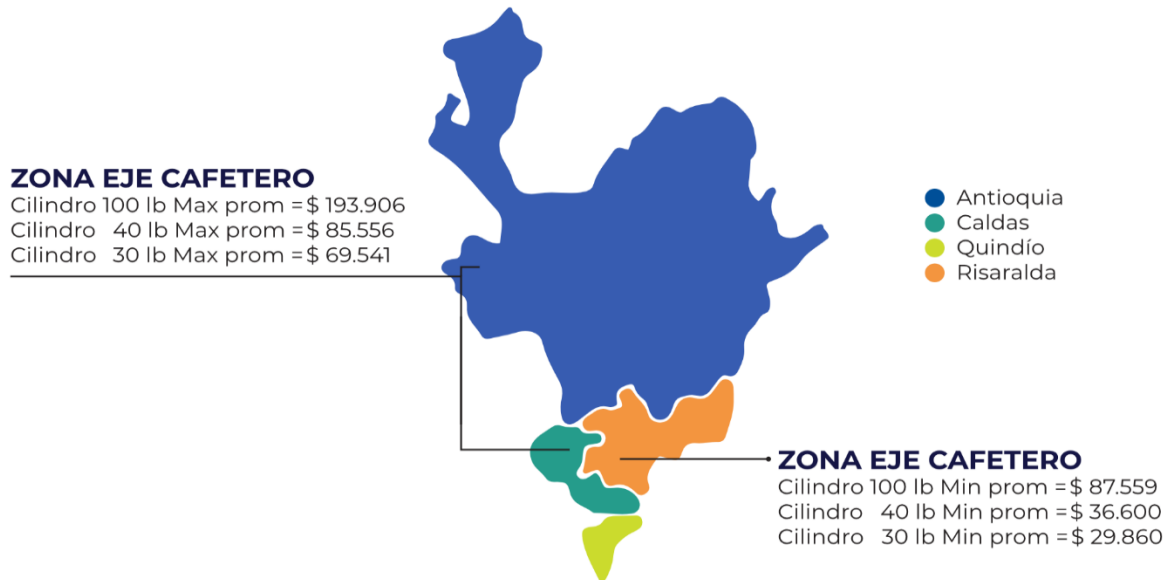 ZONA EJE CAFETERO
Cilindro 100 lb Max prom = $ 193.906
Cilindro 40 lb Max prom = $ 85.556
Cilindro 30 lb Max prom = $ 69.541
Antioquia
Caldas
Quindío
Risaralda
ZONA EJE CAFETERO
Cilindro 100 lb Min prom = $ 87.559
Cilindro 40 lb Min prom = $ 36.600
Cilindro 30 lb Min prom = $ 29.860